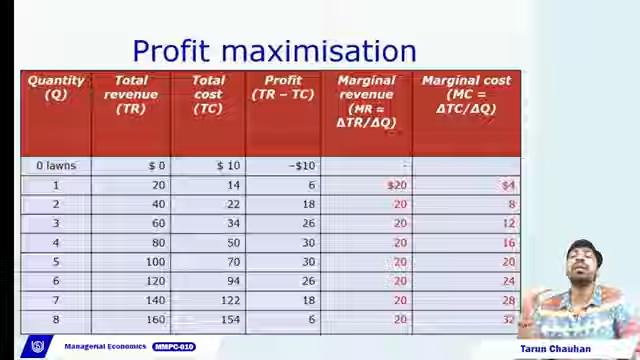 Profit maximisation
Quantity (Q) Total revenue (TR) Total cost (TC) Profit (TR – TC) Marginal revenue (MR = ΔTR/ΔQ) Marginal cost (MC = ΔTC/ΔQ)
0 lawns $ 0 $ 10 –$10 -
1 20 14 6 $20 $4
2 40 22 18 20 8
3 60 34 26 20 12
4 80 50 30 20 16
5 100 70 30 20 20
6 120 94 26 20 24
7 140 122 18 20 28
8 160 154 6 20 32
Managerial Economics MMPC-010 Tarun Chauhan